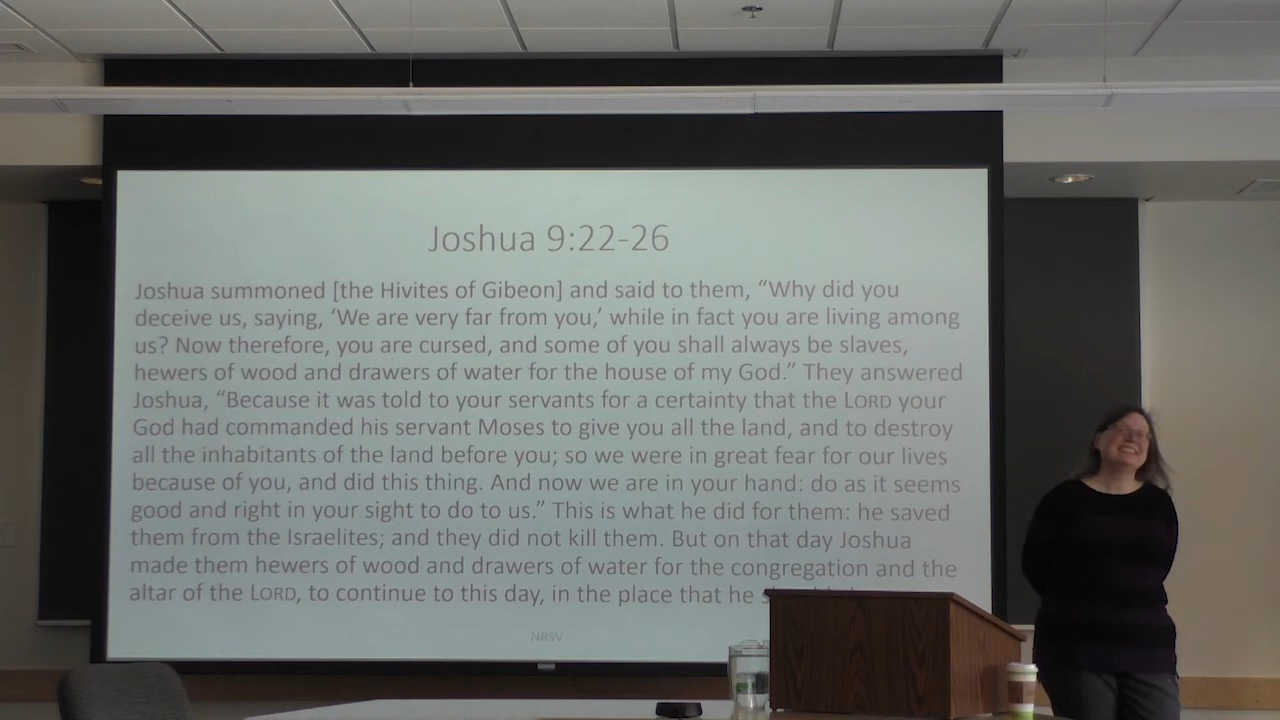 Joshua 9:22-26
Joshua summoned [the Hivites of Gibeon] and said to them, “Why did you
deceive us, saying, ‘We are very far from you,’ while in fact you are living among
us? Now therefore, you are cursed, and some of you shall always be slaves,
hewers of wood and drawers of water for the house of my God.” They answered
Joshua, “Because it was told to your servants for a certainty that the LORD your
God had commanded his servant Moses to give you all the land, and to destroy
all the inhabitants of the land before you; so we were in great fear for our lives
because of you, and did this thing. And now we are in your hand: do as it seems
good and right in your sight to do to us.” This is what he did for them: he saved
them from the Israelites; and they did not kill them. But on that day Joshua
made them hewers of wood and drawers of water for the congregation and the
altar of the LORD, to continue to this day, in the place that he
NRSV